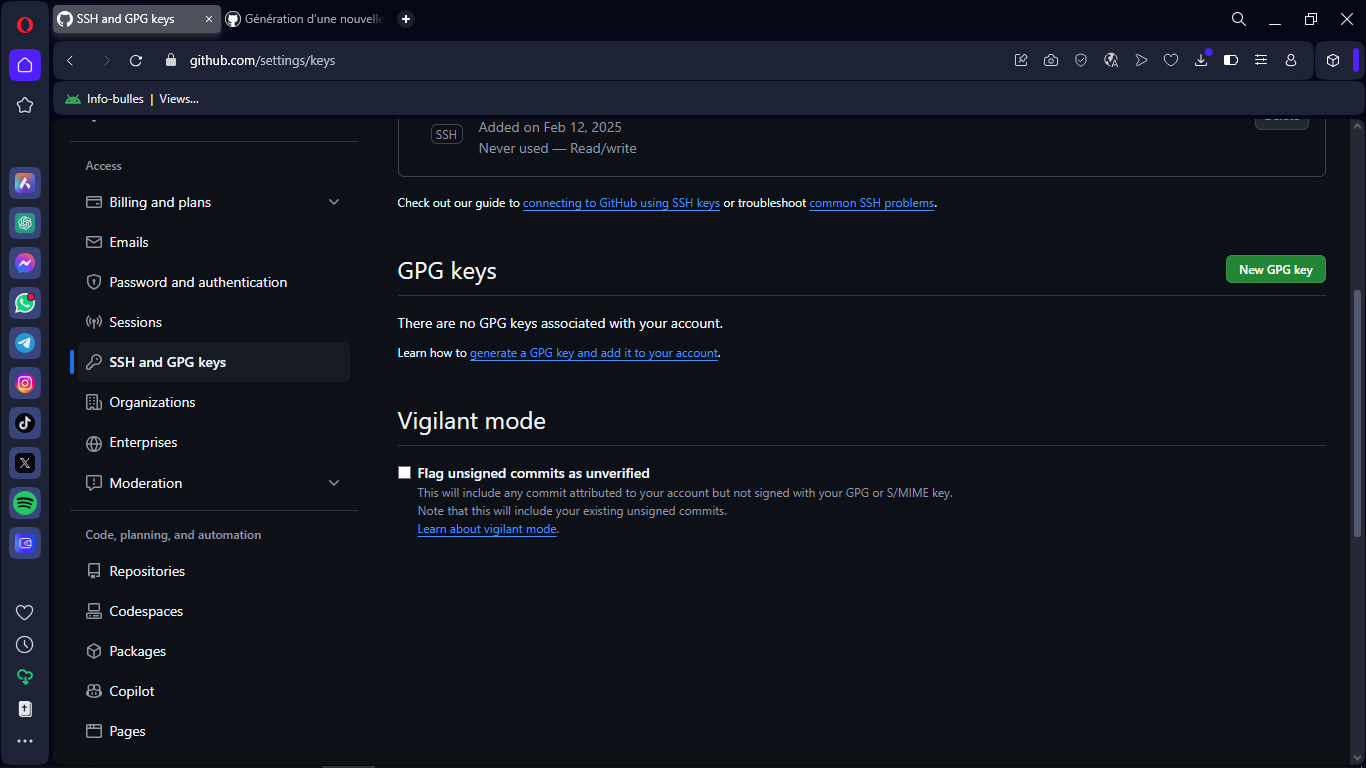 SSH and GPG keys
Génération d'une nouvelle
github.com/settings/keys
Info-bulles | Views...
Access
Billing and plans
Emails
Password and authentication
Sessions
SSH and GPG keys
Organizations
Enterprises
Moderation
Code, planning, and automation
Repositories
Codespaces
Packages
Copilot
Pages
SSH
Added on Feb 12, 2025
Never used — Read/write
Check out our guide to connecting to GitHub using SSH keys or troubleshoot common SSH problems.
GPG keys
New GPG key
There are no GPG keys associated with your account.
Learn how to generate a GPG key and add it to your account.
Vigilant mode
Flag unsigned commits as unverified
This will include any commit attributed to your account but not signed with your GPG or S/MIME key.
Note that this will include your existing unsigned commits.
Learn about vigilant mode.